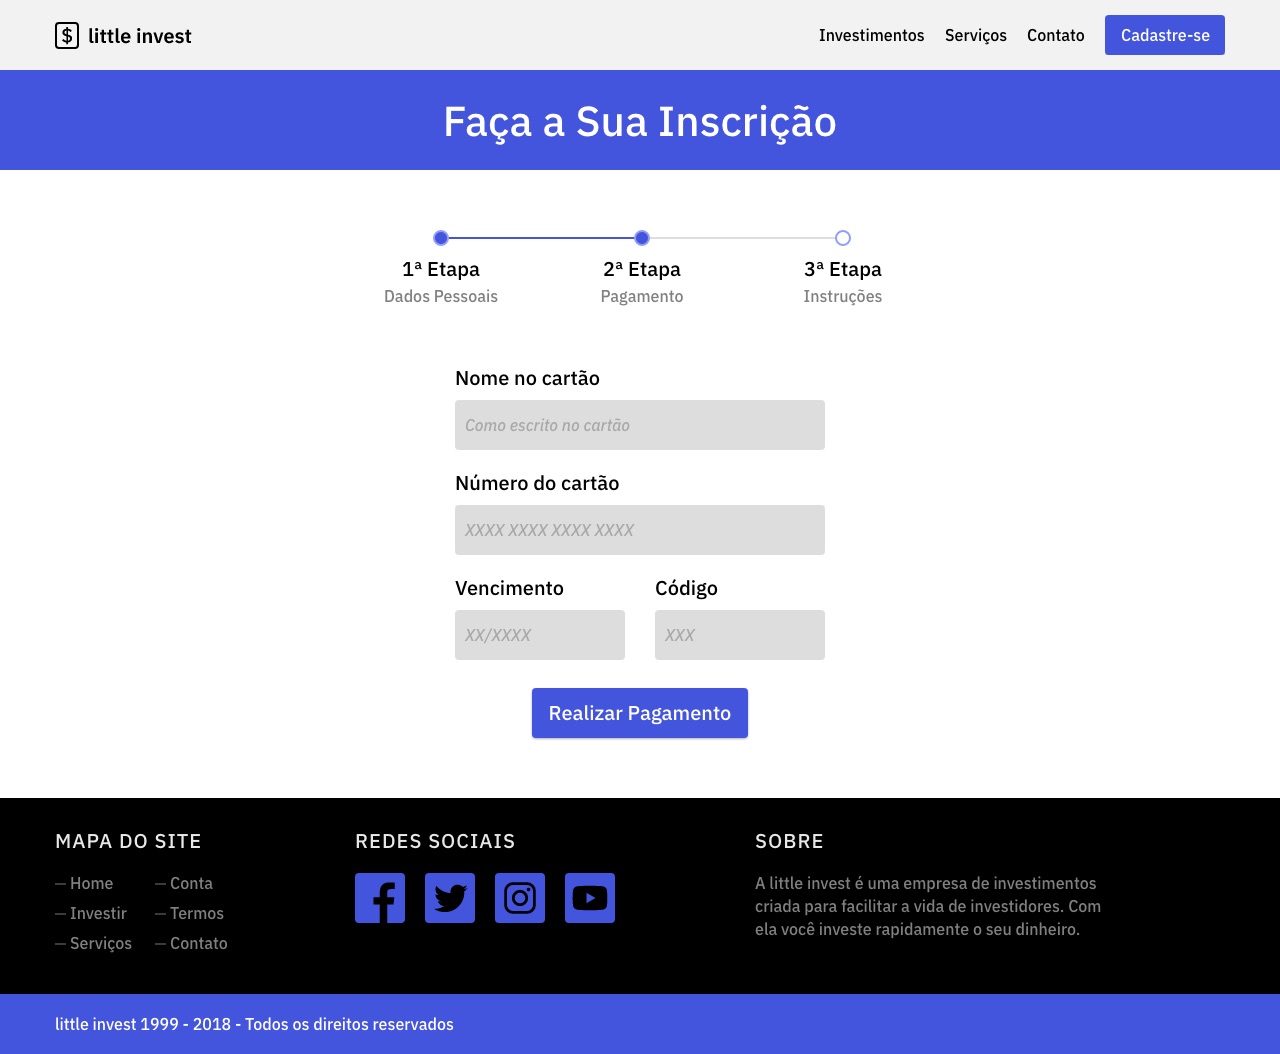 $ little invest
Investimentos Serviços Contato Cadastre-se
Faça a Sua Inscrição
1ª Etapa 2ª Etapa 3ª Etapa
Dados Pessoais Pagamento Instruções
Nome no cartão
Como escrito no cartão
Número do cartão
XXXX XXXX XXXX XXXX
Vencimento Código
XX/XXXX XXX
Realizar Pagamento
MAPA DO SITE
— Home — Conta
— Investir — Termos
— Serviços — Contato
REDES SOCIAIS
SOBRE
A little invest é uma empresa de investimentos
criada para facilitar a vida de investidores. Com
ela você investe rapidamente o seu dinheiro.
little invest 1999 - 2018 - Todos os direitos reservados